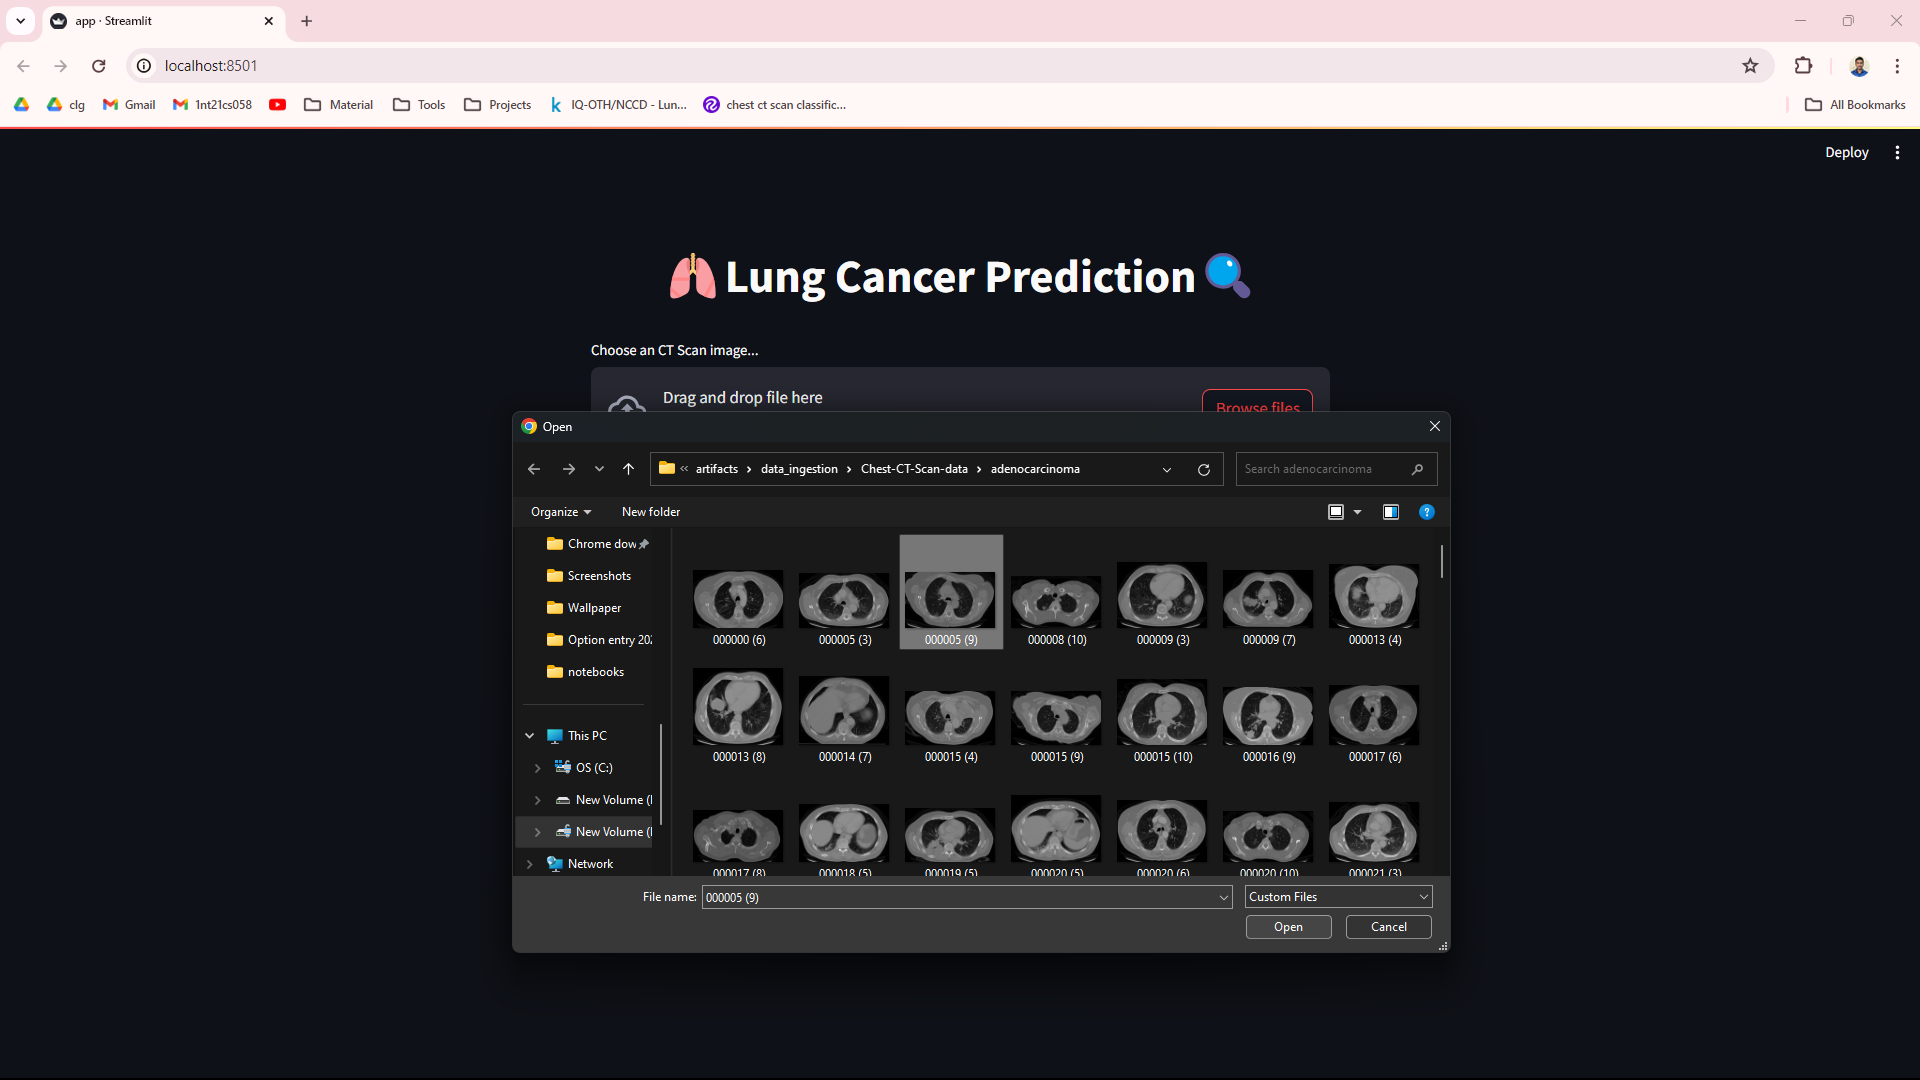 app · Streamlit
localhost:8501
clg
Gmail
1nt21cs058
Material
Tools
Projects
IQ-OTH/NCCD - Lun...
chest ct scan classific...
All Bookmarks
Deploy
Lung Cancer Prediction
Choose an CT Scan image...
Drag and drop file here
Browse files
Open
artifacts › data_ingestion › Chest-CT-Scan-data › adenocarcinoma
Search adenocarcinoma
Organize
New folder
Chrome dow
Screenshots
Wallpaper
Option entry 202
notebooks
This PC
OS (C:)
New Volume (
New Volume (
Network
000000 (6)
000005 (3)
000005 (9)
000008 (10)
000009 (3)
000009 (7)
000013 (4)
000013 (8)
000014 (7)
000015 (4)
000015 (9)
000015 (10)
000016 (9)
000017 (6)
000017 (8)
000018 (5)
000019 (5)
000020 (5)
000020 (6)
000020 (10)
000021 (3)
File name:
000005 (9)
Custom Files
Open
Cancel